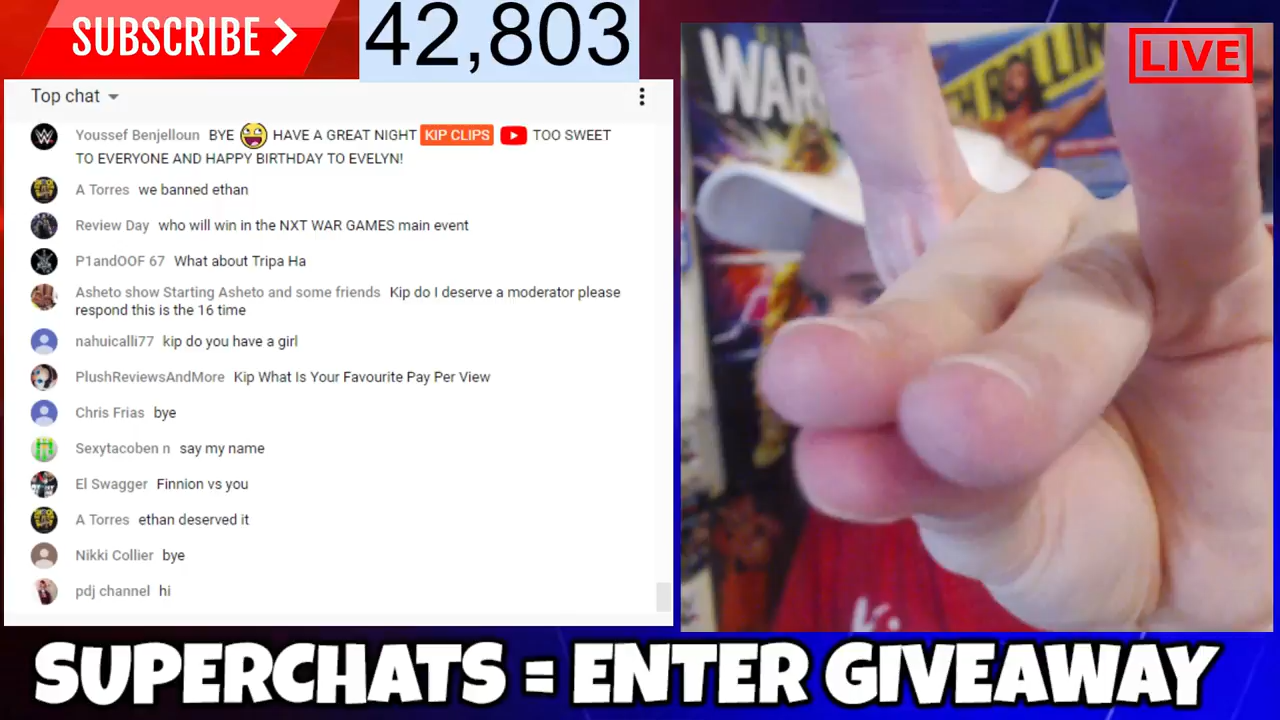 SUBSCRIBE
42,803
Top chat
Youssef Benjelloun BYE HAVE A GREAT NIGHT KIP CLIPS TOO SWEET
TO EVERYONE AND HAPPY BIRTHDAY TO EVELYN!
A Torres we banned ethan
Review Day who will win in the NXT WAR GAMES main event
P1andOOF 67 What about Tripa Ha
Asheto show Starting Asheto and some friends Kip do I deserve a moderator please
respond this is the 16 time
nahuicalli77 kip do you have a girl
PlushReviewsAndMore Kip What Is Your Favourite Pay Per View
Chris Frias bye
Sexytacoben n say my name
El Swagger Finnion vs you
A Torres ethan deserved it
Nikki Collier bye
pdj channel hi
LIVE
WAR
ROLLIN
SUPERCHATS = ENTER GIVEAWAY